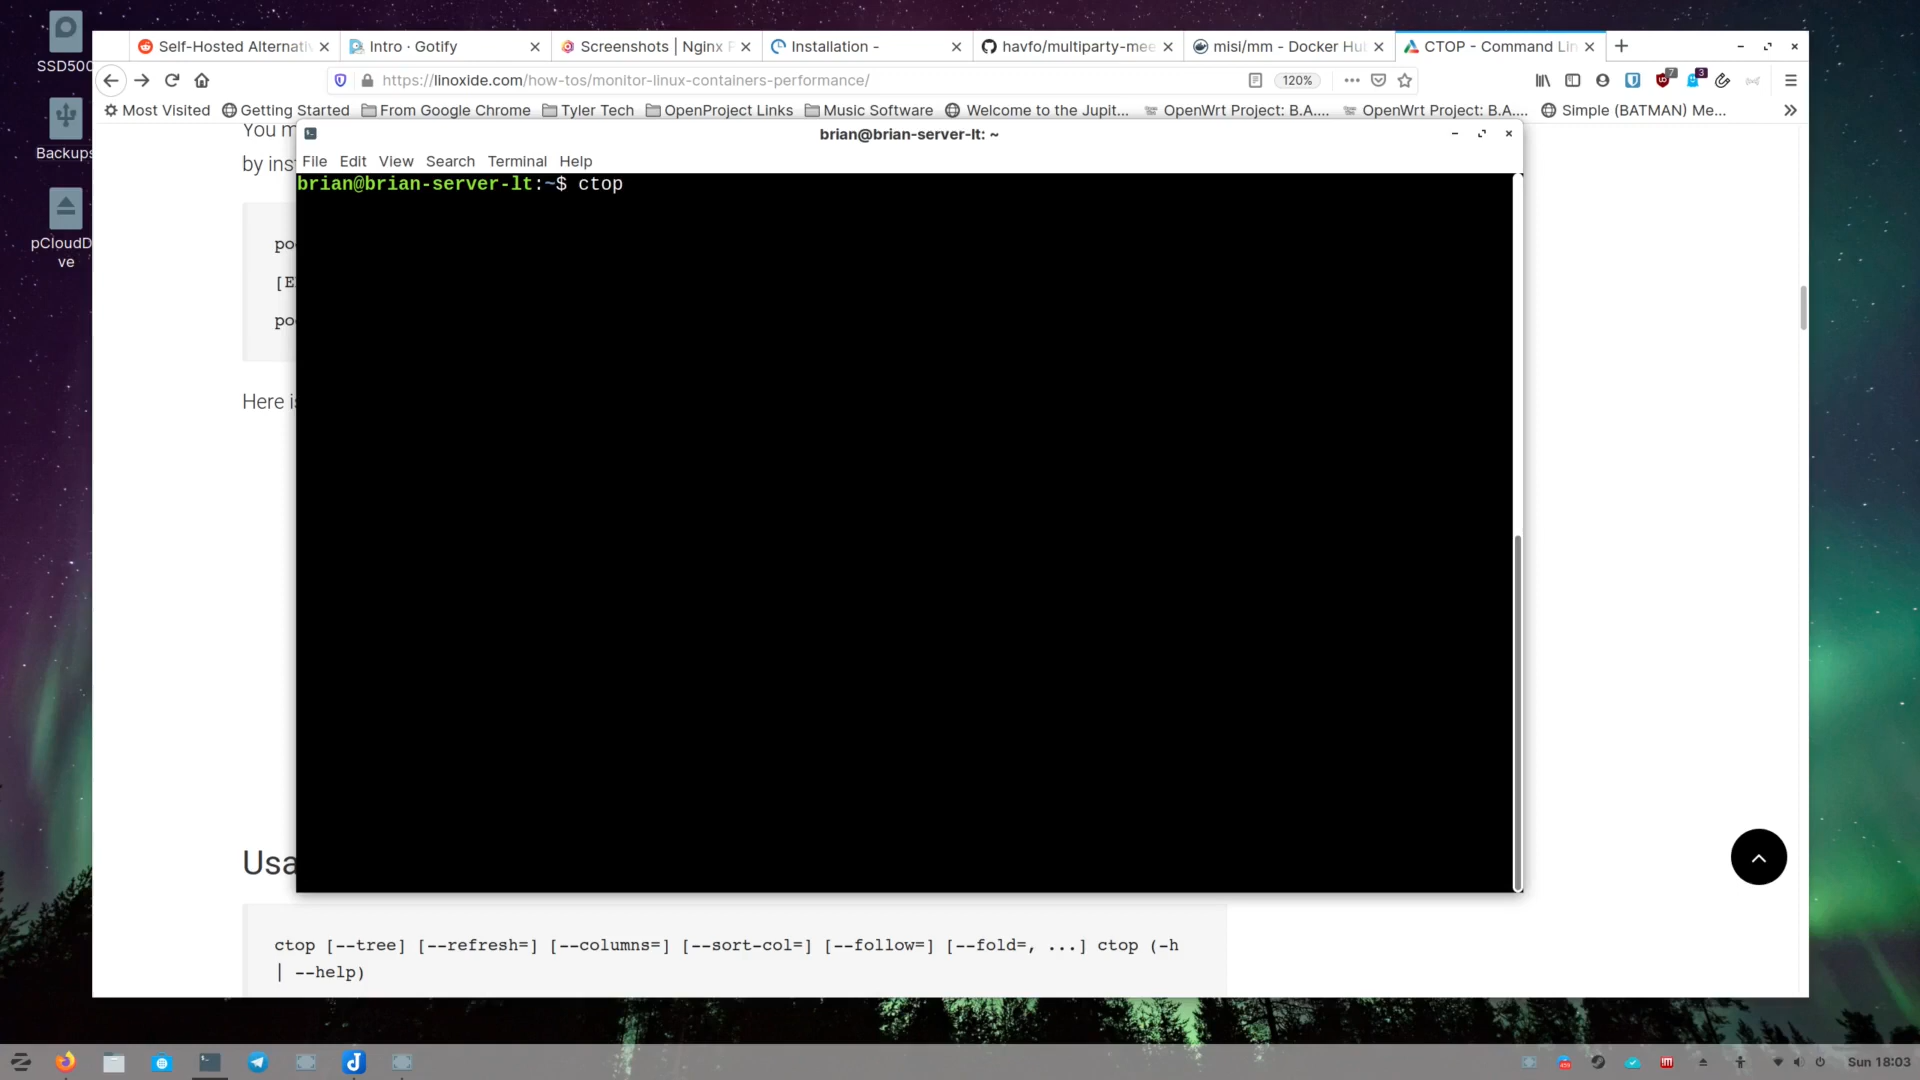 SSD500
Backups
pCloudD
ve
Self-Hosted Alternati
Intro · Gotify
Screenshots | Nginx P
Installation -
havfo/multiparty-mee
misi/mm - Docker Hu
CTOP - Command Lin
https://linoxide.com/how-tos/monitor-linux-containers-performance/
120%
7
3
Most Visited
Getting Started
From Google Chrome
Tyler Tech
OpenProject Links
Music Software
Welcome to the Jupit...
OpenWrt Project: B.A....
OpenWrt Project: B.A....
Simple (BATMAN) Me...
You m
by ins
brian@brian-server-lt: ~
File Edit View Search Terminal Help
brian@brian-server-lt:~$ ctop
[E
Here is
Usa
ctop [--tree] [--refresh=] [--columns=] [--sort-col=] [--follow=] [--fold=, ...] ctop (-h
| --help)
Sun 18:03